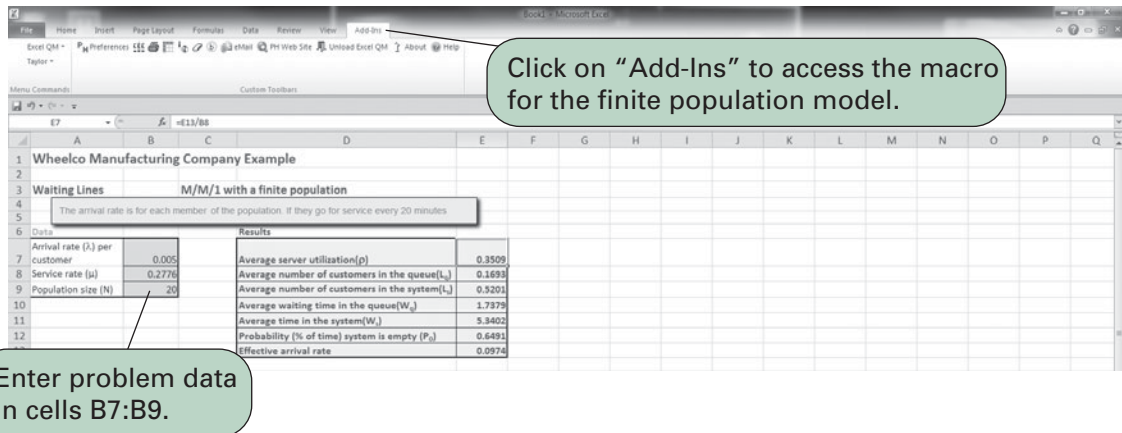 Book1 - Microsoft Excel
File Home Insert Page Layout Formulas Data Review View Add-Ins
Excel QM PH Preferences eMail PH Web Site Unload Excel QM ? About Help
Taylor
Menu Commands Custom Toolbars
Click on “Add-Ins” to access the macro
for the finite population model.
E7 fx =E13/B8
A B C D E F G H I J K L M N O P Q
1 Wheelco Manufacturing Company Example
2
3 Waiting Lines M/M/1 with a finite population
4
The arrival rate is for each member of the population. If they go for service every 20 minutes
5
6 Data Results
Arrival rate (λ) per
7 customer 0.005 Average server utilization(ρ) 0.3509
8 Service rate (μ) 0.2776 Average number of customers in the queue(Lq) 0.1693
9 Population size (N) 20 Average number of customers in the system(Ls) 0.5201
10 Average waiting time in the queue(Wq) 1.7379
11 Average time in the system(Ws) 5.3402
12 Probability (% of time) system is empty (P0) 0.6491
Effective arrival rate 0.0974
Enter problem data
in cells B7:B9.